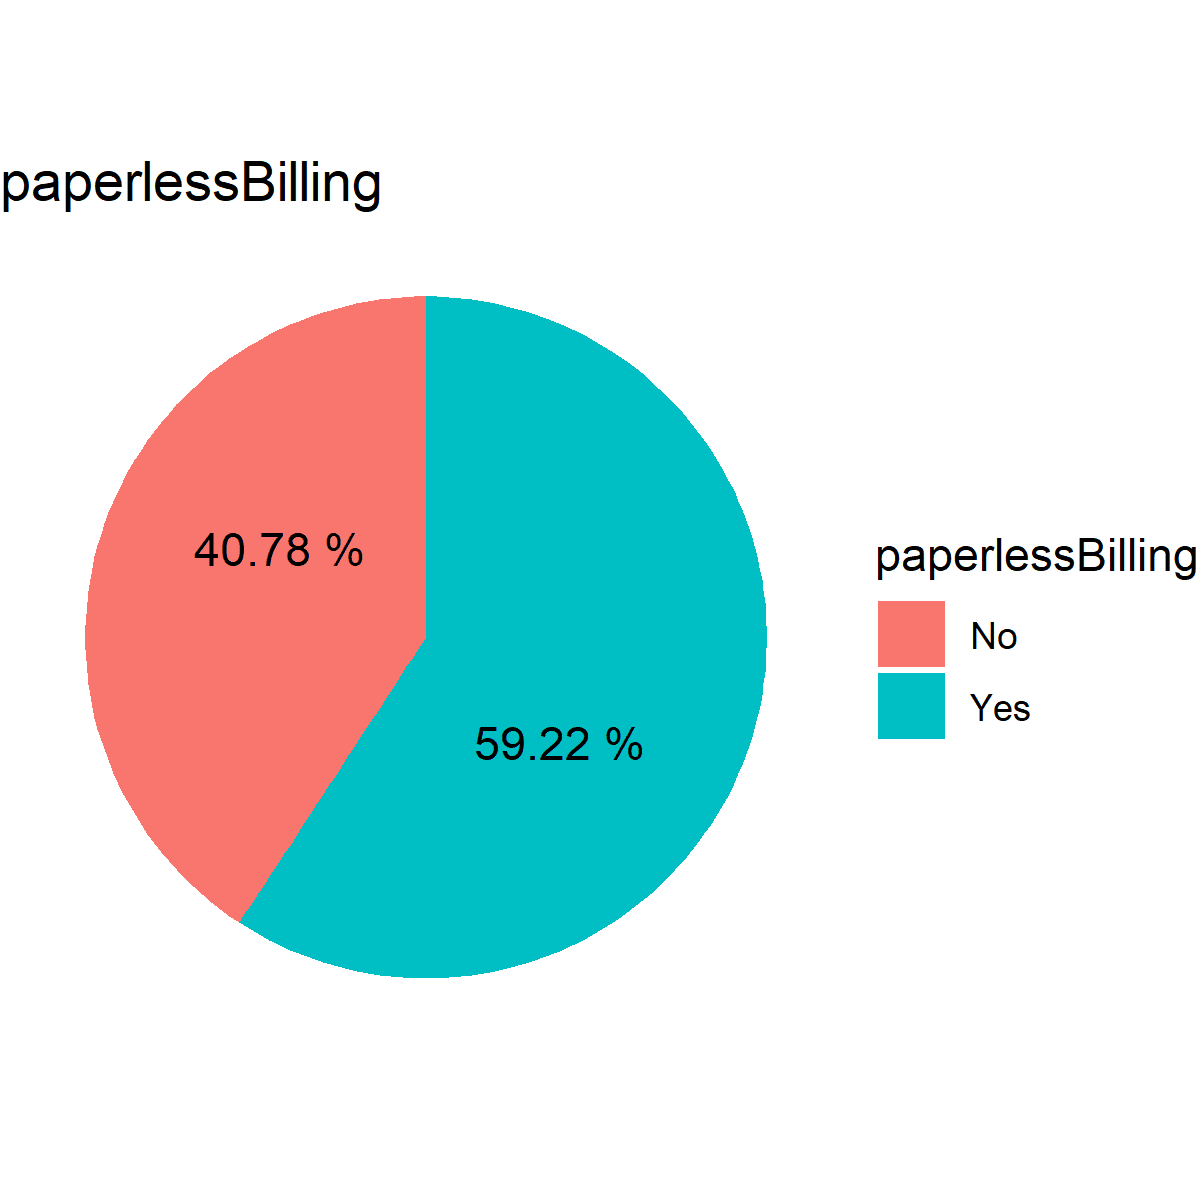 paperlessBilling
40.78 %
59.22 %
paperlessBilling
No
Yes